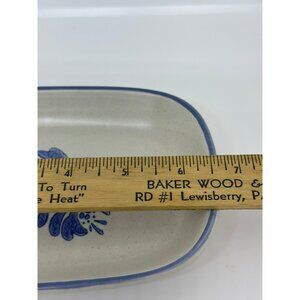 4 5 6 7
To Turn BAKER WOOD &
e Heat” RD #1 Lewisberry, P